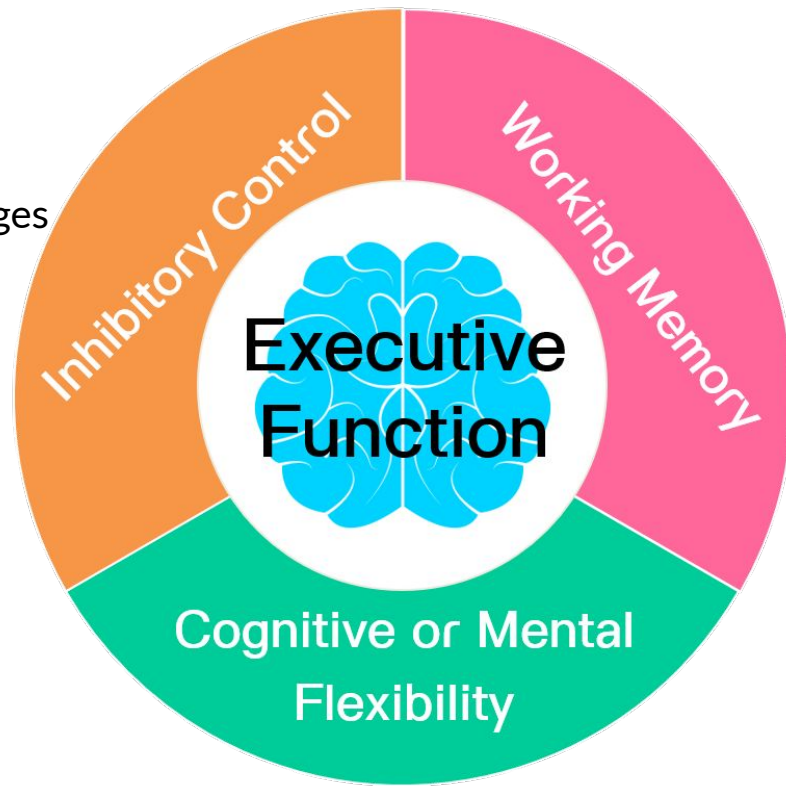 ges
Inhibitory Control
Working Memory
Executive
Function
Cognitive or Mental
Flexibility